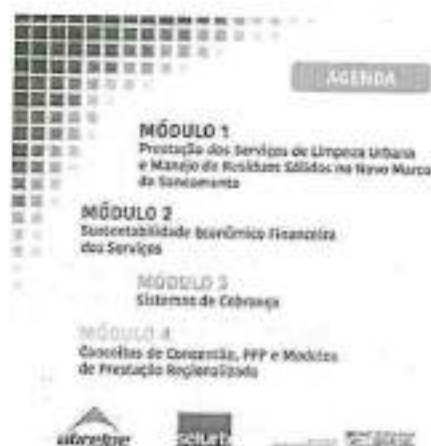 AGENDA
MÓDULO 1
Prestação dos Serviços de Limpeza Urbana
e Manejo de Resíduos Sólidos no Novo Marco
do Saneamento
MÓDULO 2
Sustentabilidade Econômico Financeira
dos Serviços
MÓDULO 3
Sistemas de Cobrança
MÓDULO 4
Conceitos de Concessão, PPP e Modelos
de Prestação Regionalizada
abrelpe
selurb